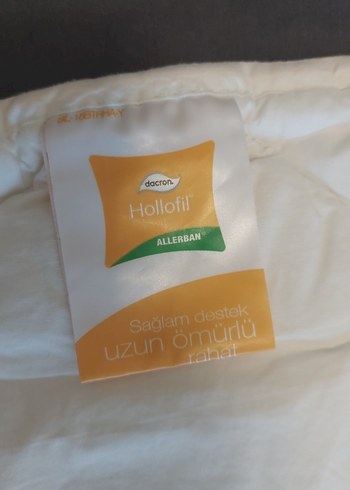 dacron
Hollofil
ALLERBAN
Sağlam destek
uzun ömürlü
rahat